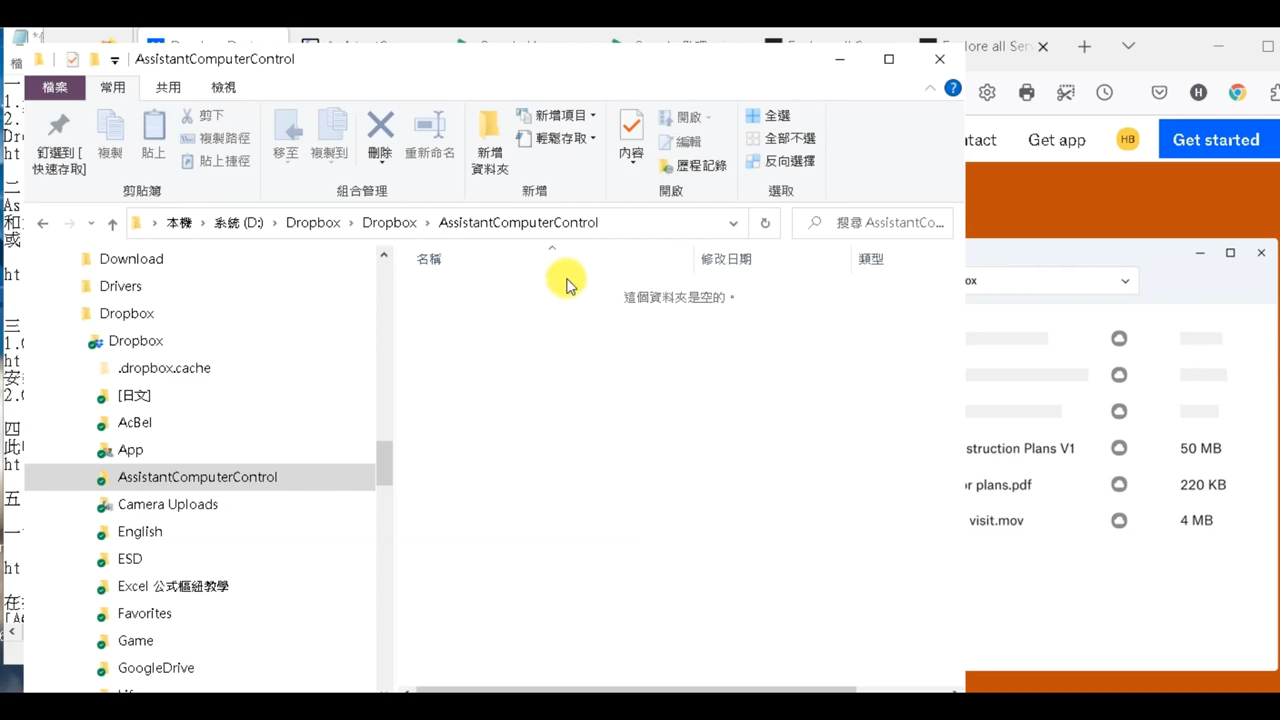 AssistantComputerControl
檔案 常用 共用 檢視
釘選到 [
快速存取]
複製
貼上
剪下
複製路徑
貼上捷徑
剪貼簿
移至
複製到
刪除
重新命名
組合管理
新增
資料夾
新增項目
輕鬆存取
新增
內容
開啟
編輯
歷程記錄
開啟
全選
全部不選
反向選擇
選取
本機 系統 (D:) Dropbox Dropbox AssistantComputerControl
搜尋 AssistantCo...
名稱 修改日期 類型
這個資料夾是空的。
Download
Drivers
Dropbox
Dropbox
.dropbox.cache
[日文]
AcBel
App
AssistantComputerControl
Camera Uploads
English
ESD
Excel 公式樞紐教學
Favorites
Game
GoogleDrive
ore all Ser
ntact Get app HB Get started
ox
struction Plans V1 50 MB
or plans.pdf 220 KB
visit.mov 4 MB